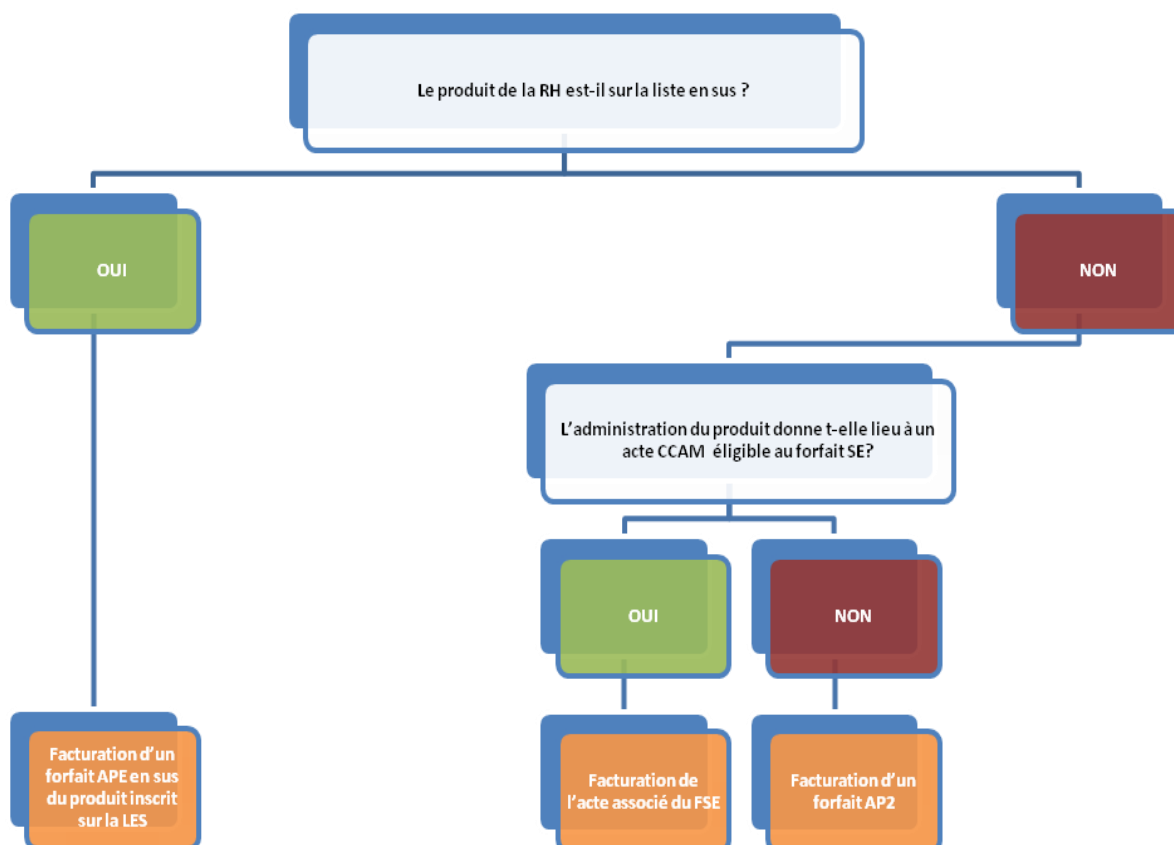 Le produit de la RH est-il sur la liste en sus ?
OUI
NON
L'administration du produit donne t-elle lieu à un
acte CCAM éligible au forfait SE?
OUI
NON
Facturation d'un
forfait APE en sus
du produit inscrit
sur la LES
Facturation de
l'acte associé du FSE
Facturation d'un
forfait AP2